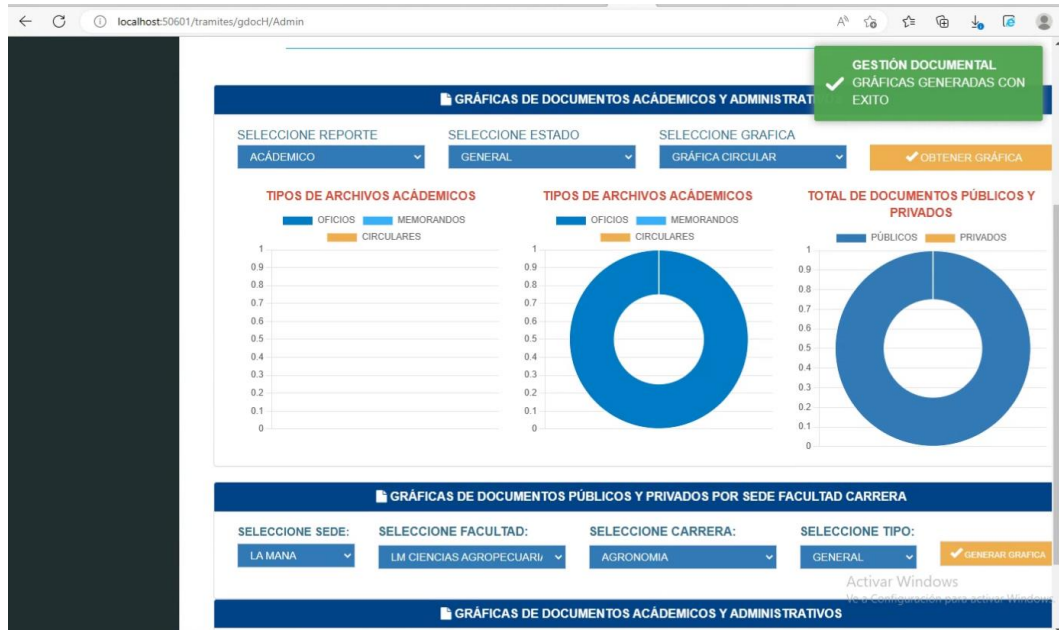 localhost:50601/tramites/gdocH/Admin
GESTIÓN DOCUMENTAL
GRÁFICAS GENERADAS CON
EXITO
GRÁFICAS DE DOCUMENTOS ACÁDEMICOS Y ADMINISTRAT
SELECCIONE REPORTE SELECCIONE ESTADO SELECCIONE GRAFICA
ACÁDEMICO GENERAL GRÁFICA CIRCULAR OBTENER GRÁFICA
TIPOS DE ARCHIVOS ACÁDEMICOS
OFICIOS MEMORANDOS
CIRCULARES
1
0.9
0.8
0.7
0.6
0.5
0.4
0.3
0.2
0.1
0
TIPOS DE ARCHIVOS ACÁDEMICOS
OFICIOS MEMORANDOS
CIRCULARES
1
0.9
0.8
0.7
0.6
0.5
0.4
0.3
0.2
0.1
0
TOTAL DE DOCUMENTOS PÚBLICOS Y
PRIVADOS
PÚBLICOS PRIVADOS
1
0.9
0.8
0.7
0.6
0.5
0.4
0.3
0.2
0.1
0
GRÁFICAS DE DOCUMENTOS PÚBLICOS Y PRIVADOS POR SEDE FACULTAD CARRERA
SELECCIONE SEDE: SELECCIONE FACULTAD: SELECCIONE CARRERA: SELECCIONE TIPO:
LA MANA LM CIENCIAS AGROPECUARI AGRONOMIA GENERAL GENERAR GRAFICA
Activar Windows
Ve a Configuración para activar Windows
GRÁFICAS DE DOCUMENTOS ACÁDEMICOS Y ADMINISTRATIVOS